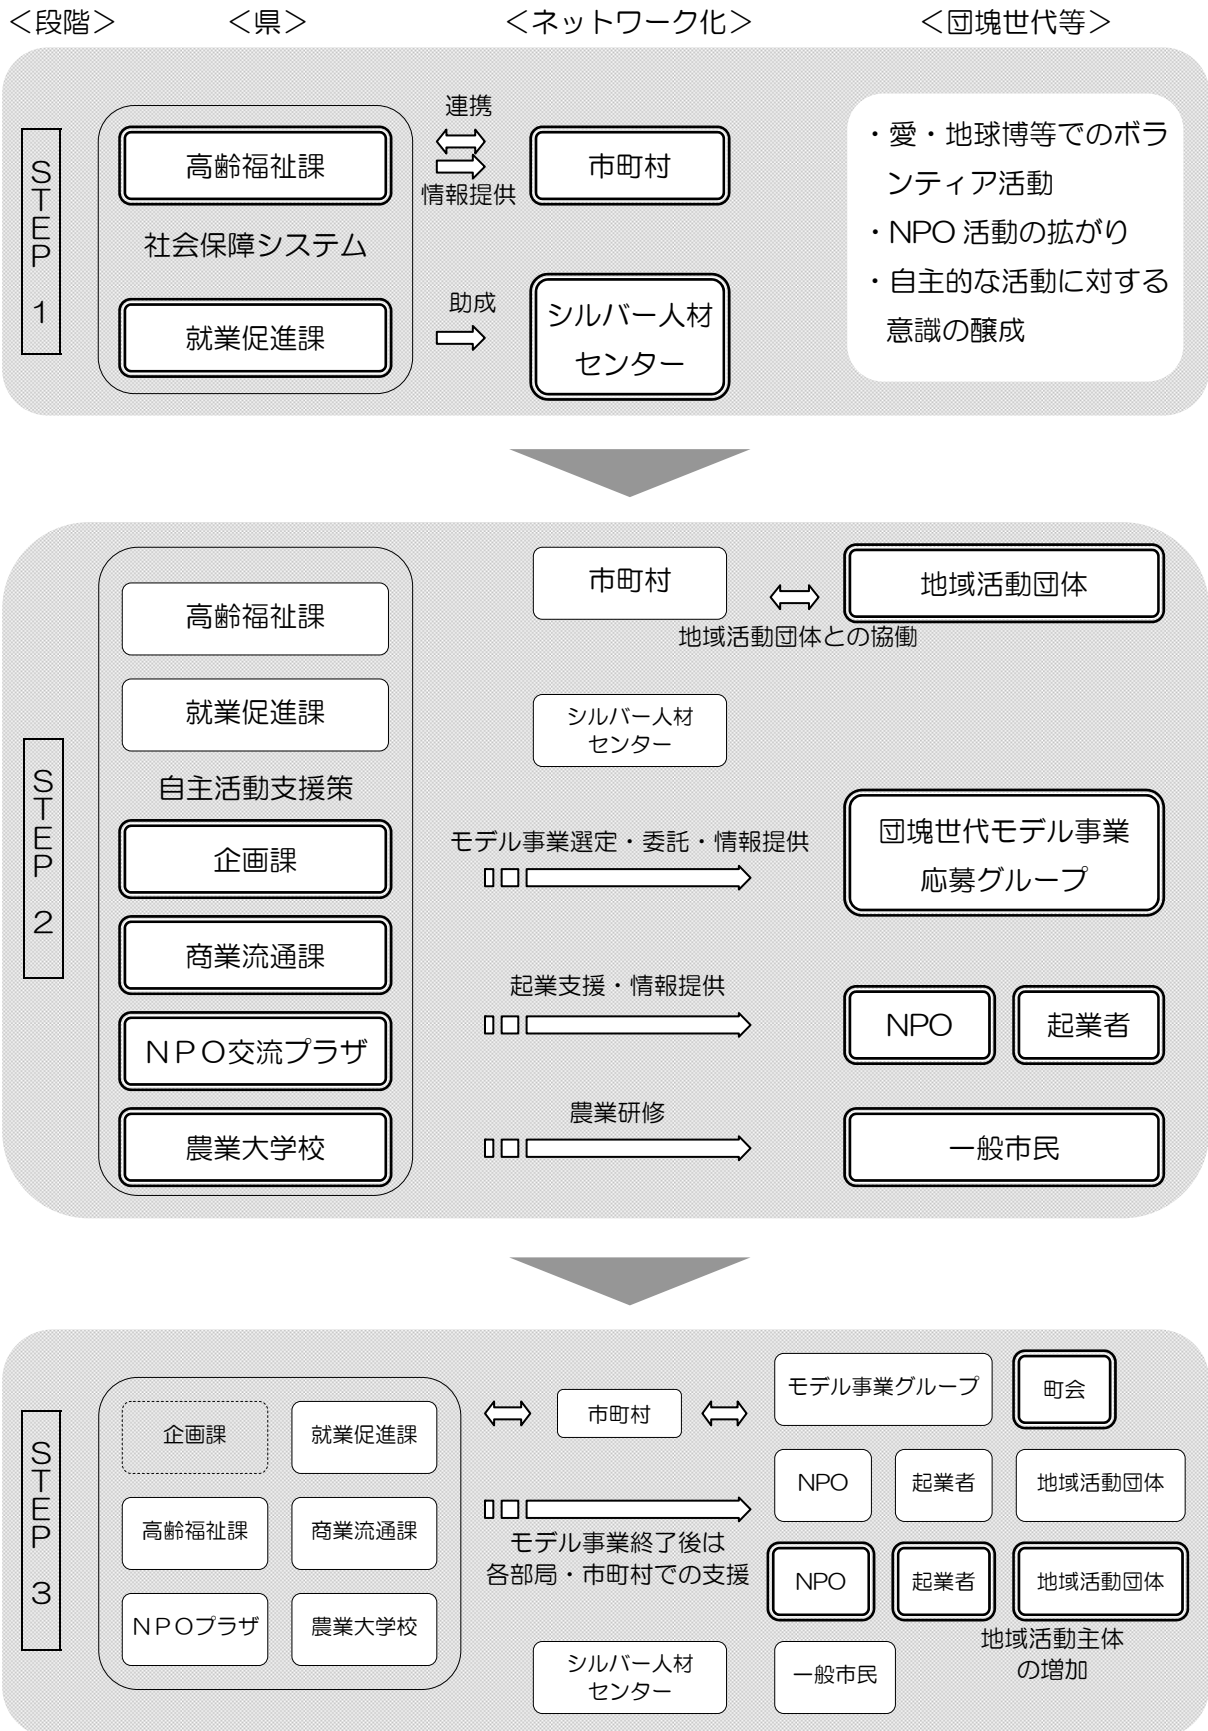 ＜段階＞
＜県＞
＜ネットワーク化＞
＜団塊世代等＞
STEP 1
高齢福祉課
社会保障システム
就業促進課
連携
情報提供
助成
市町村
シルバー人材
センター
・愛・地球博等でのボラ
ンティア活動
・NPO 活動の拡がり
・自主的な活動に対する
意識の醸成
STEP 2
高齢福祉課
就業促進課
自主活動支援策
企画課
商業流通課
ＮＰＯ交流プラザ
農業大学校
市町村
地域活動団体との協働
地域活動団体
シルバー人材
センター
モデル事業選定・委託・情報提供
団塊世代モデル事業
応募グループ
起業支援・情報提供
NPO
起業者
農業研修
一般市民
STEP 3
企画課
就業促進課
高齢福祉課
商業流通課
ＮＰＯプラザ
農業大学校
市町村
モデル事業終了後は
各部局・市町村での支援
シルバー人材
センター
モデル事業グループ
町会
NPO
起業者
地域活動団体
NPO
起業者
地域活動団体
一般市民
地域活動主体
の増加